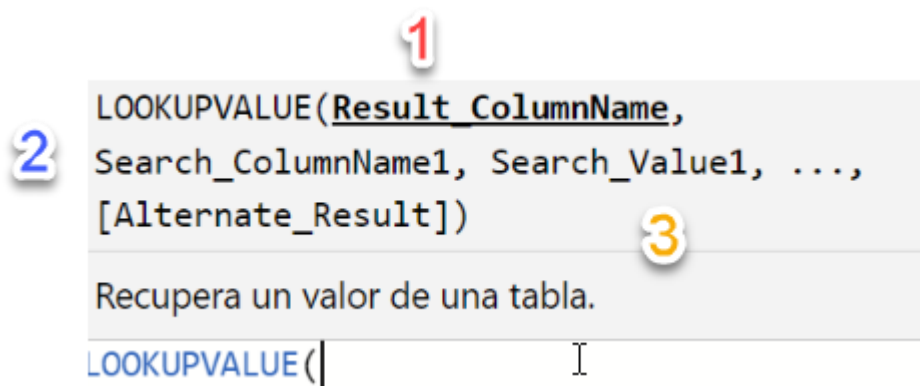 1
LOOKUPVALUE(Result_ColumnName,
2
Search_ColumnName1, Search_Value1, ...,
[Alternate_Result])
3
Recupera un valor de una tabla.
LOOKUPVALUE(